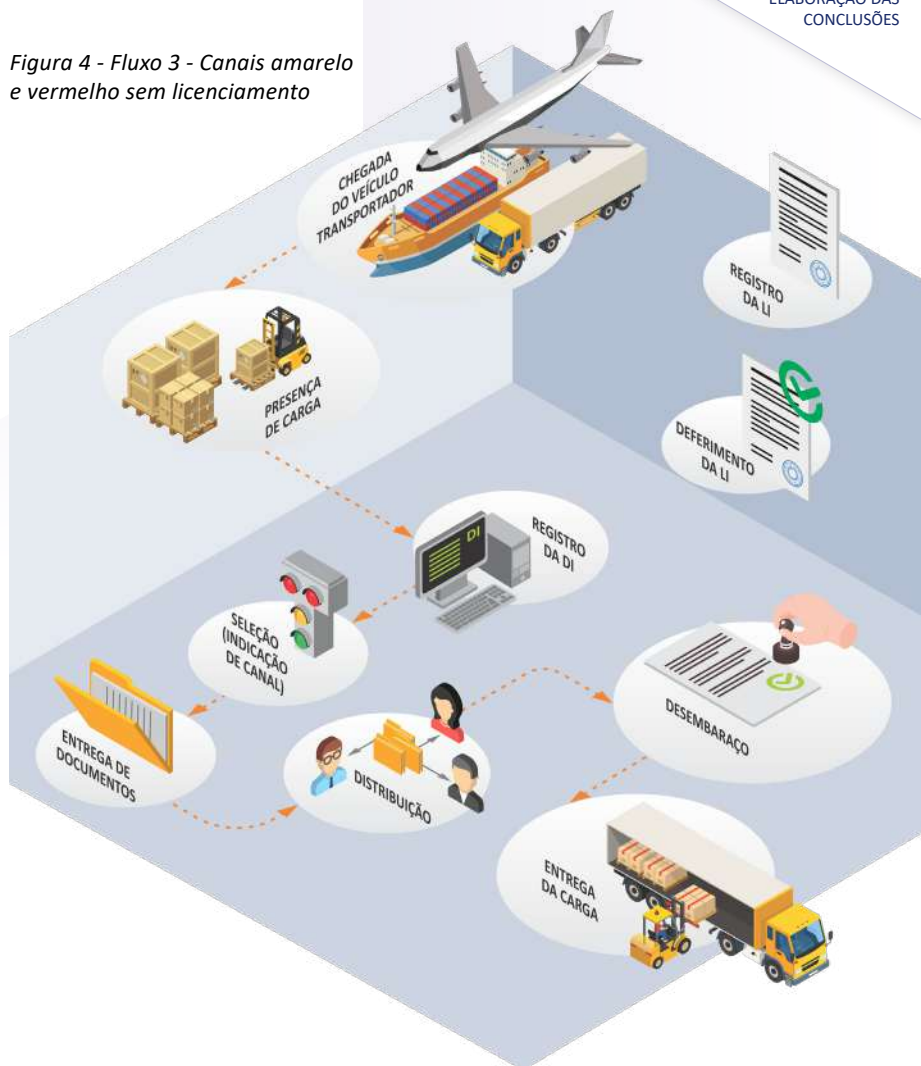 ELABORAÇÃO DAS
CONCLUSÕES
Figura 4 - Fluxo 3 - Canais amarelo
e vermelho sem licenciamento
CHEGADA
DO VEÍCULO
TRANSPORTADOR
REGISTRO
DA LI
PRESENÇA
DE CARGA
DEFERIMENTO
DA LI
DI
REGISTRO
DA DI
SELEÇÃO
(INDICAÇÃO
DE CANAL)
DESEMBARAÇO
ENTREGA DE
DOCUMENTOS
DISTRIBUIÇÃO
ENTREGA
DA CARGA